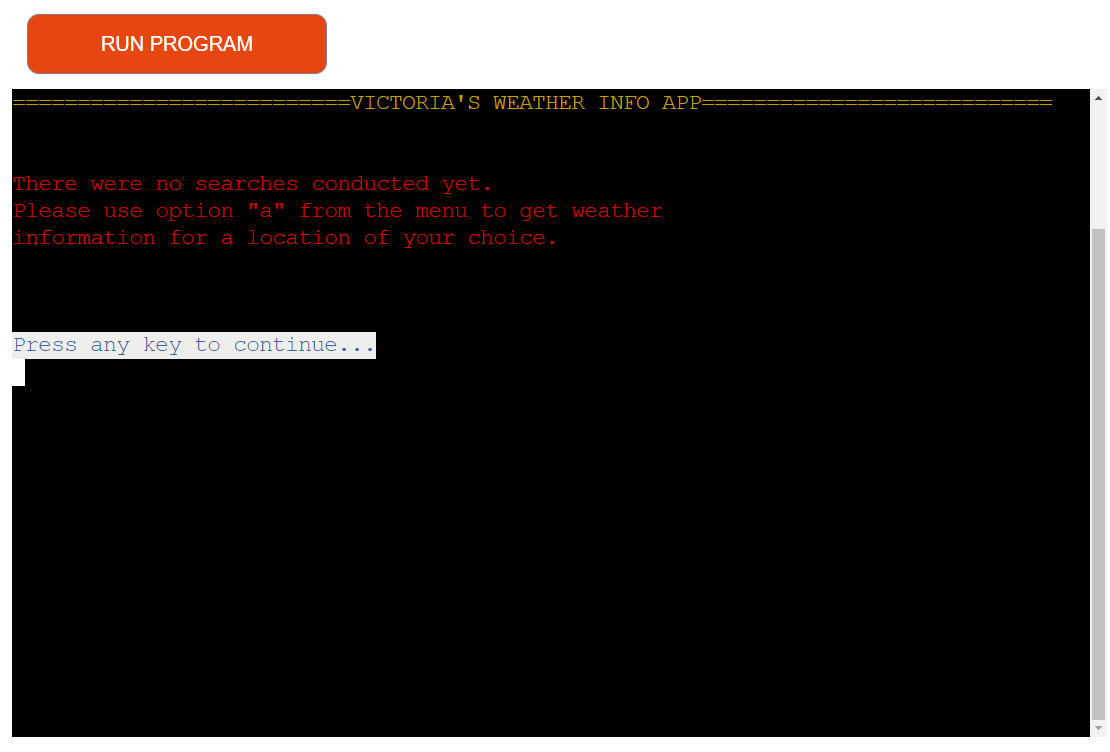 RUN PROGRAM
==========================VICTORIA'S WEATHER INFO APP===========================
There were no searches conducted yet.
Please use option "a" from the menu to get weather
information for a location of your choice.
Press any key to continue...